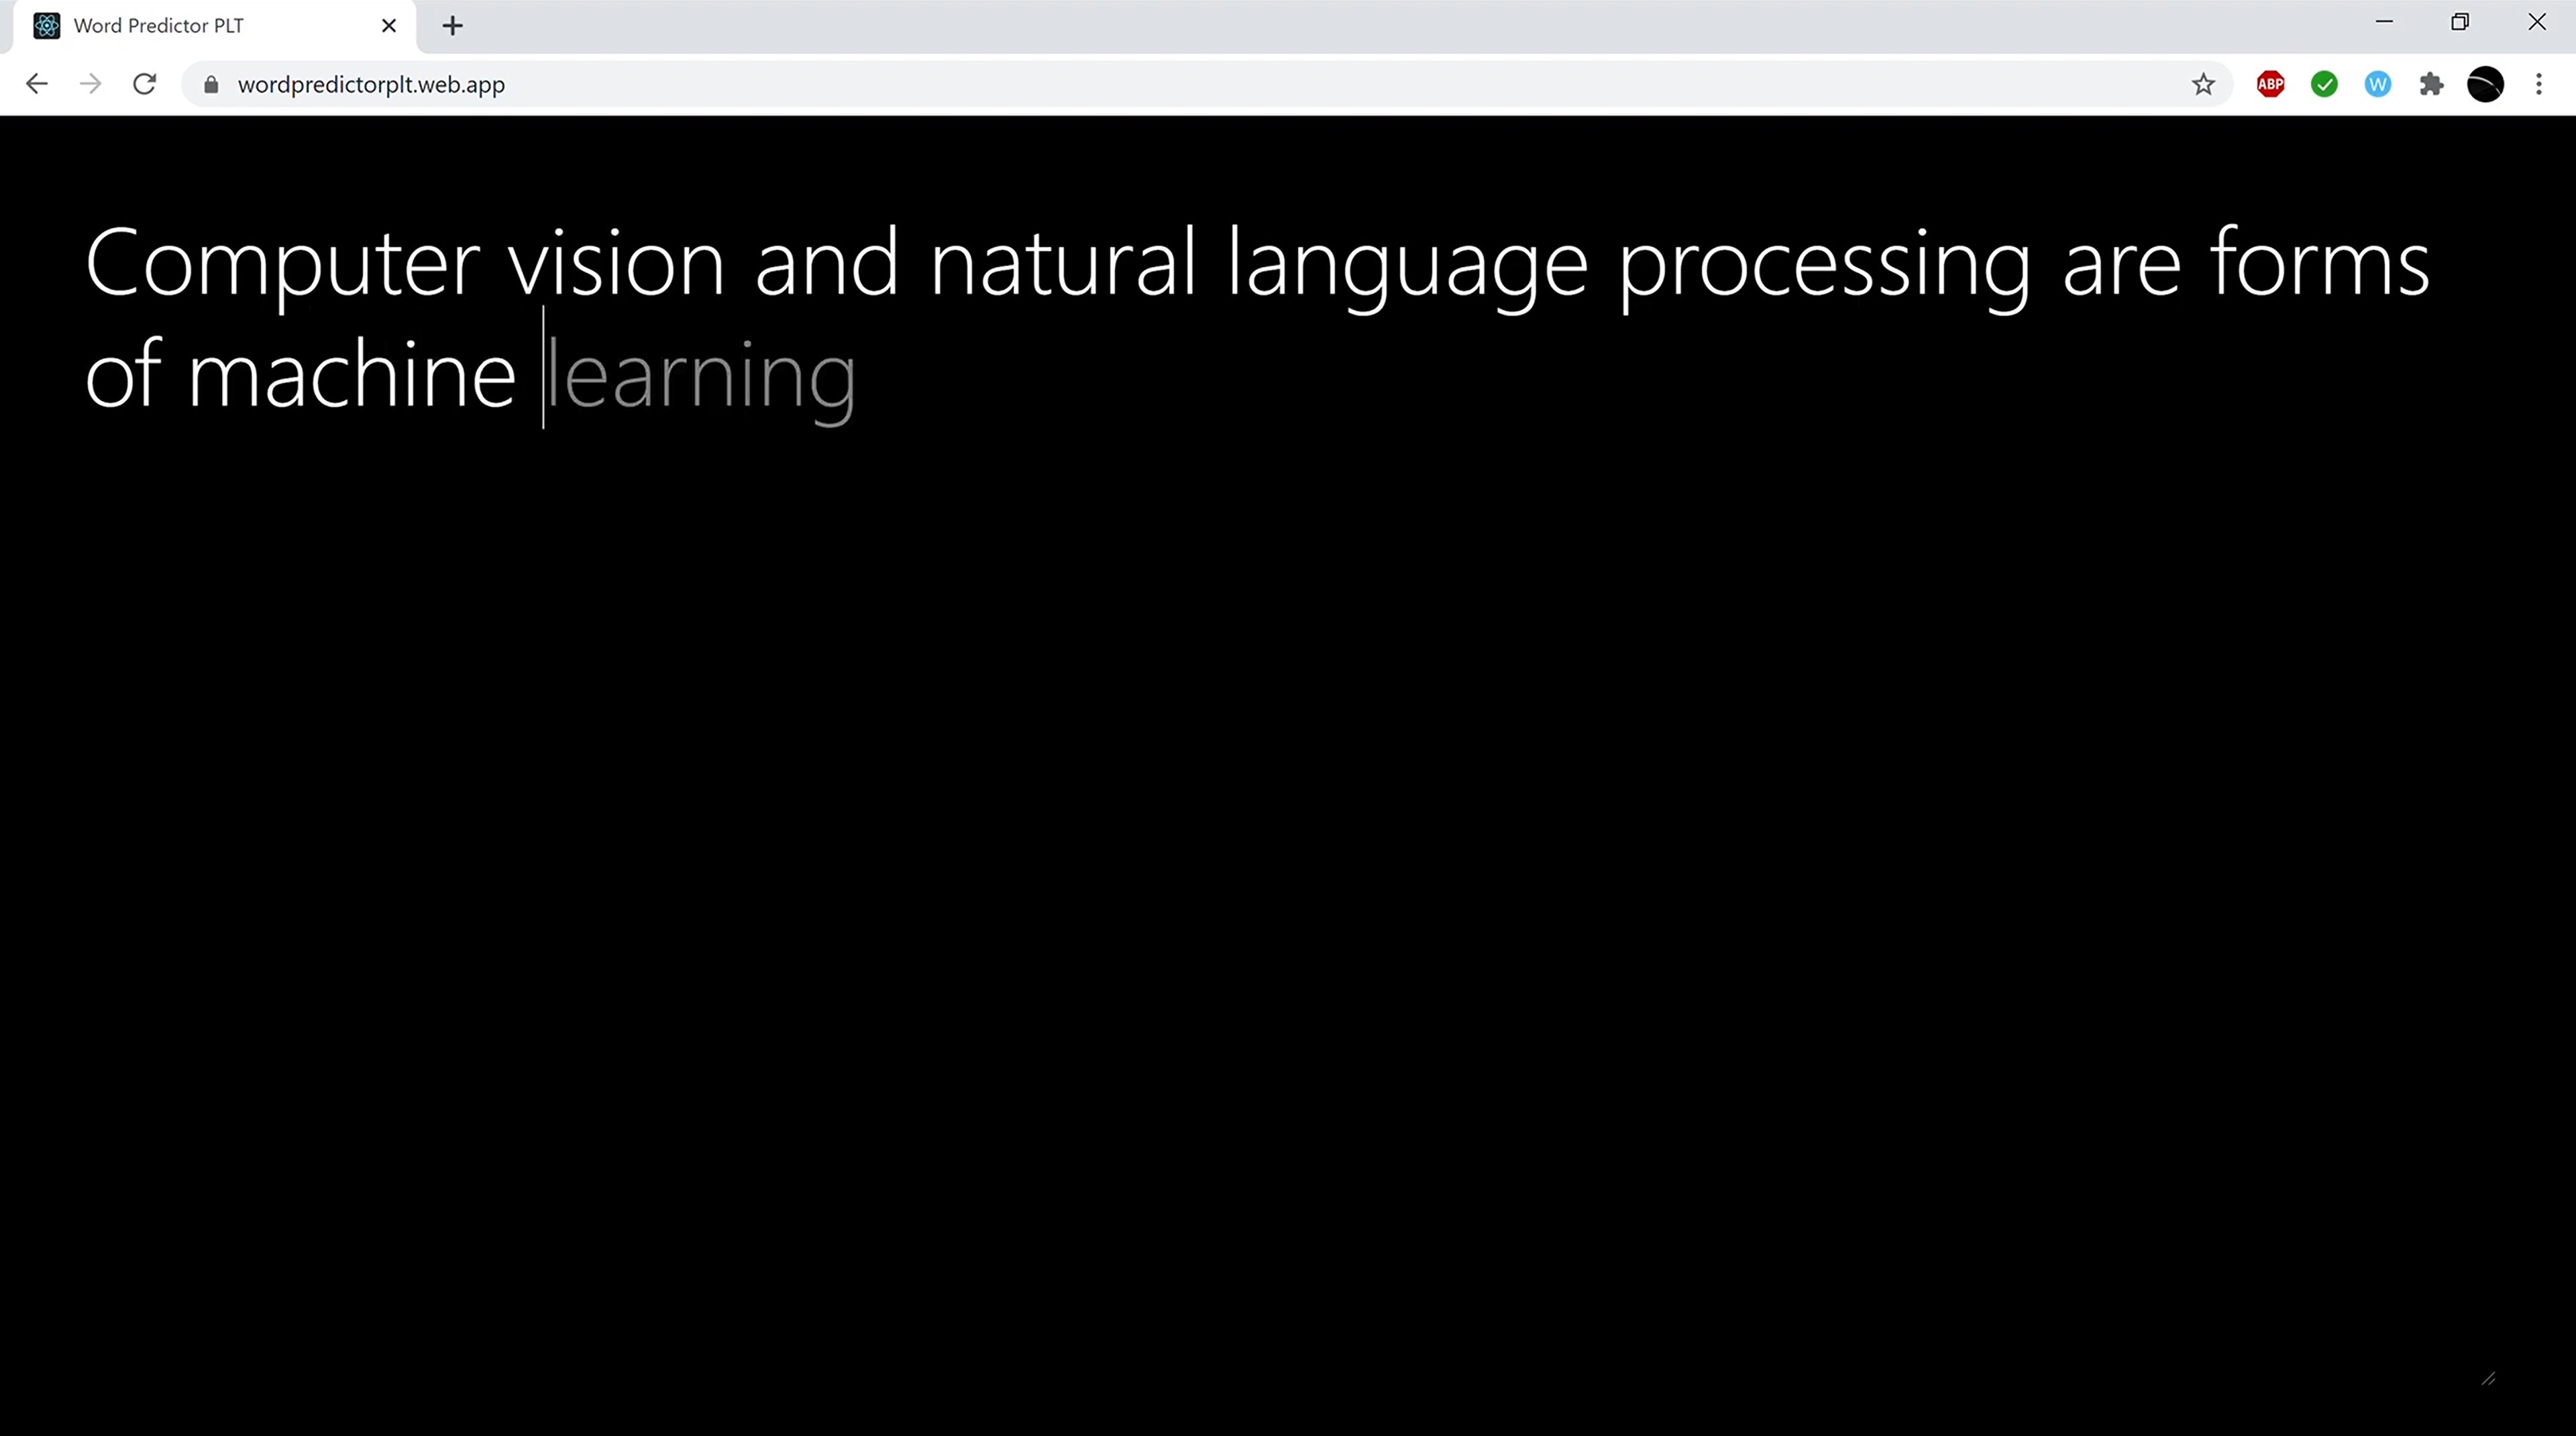 Word Predictor PLT
wordpredictorplt.web.app
ABP
W
Computer vision and natural language processing are forms
of machine learning